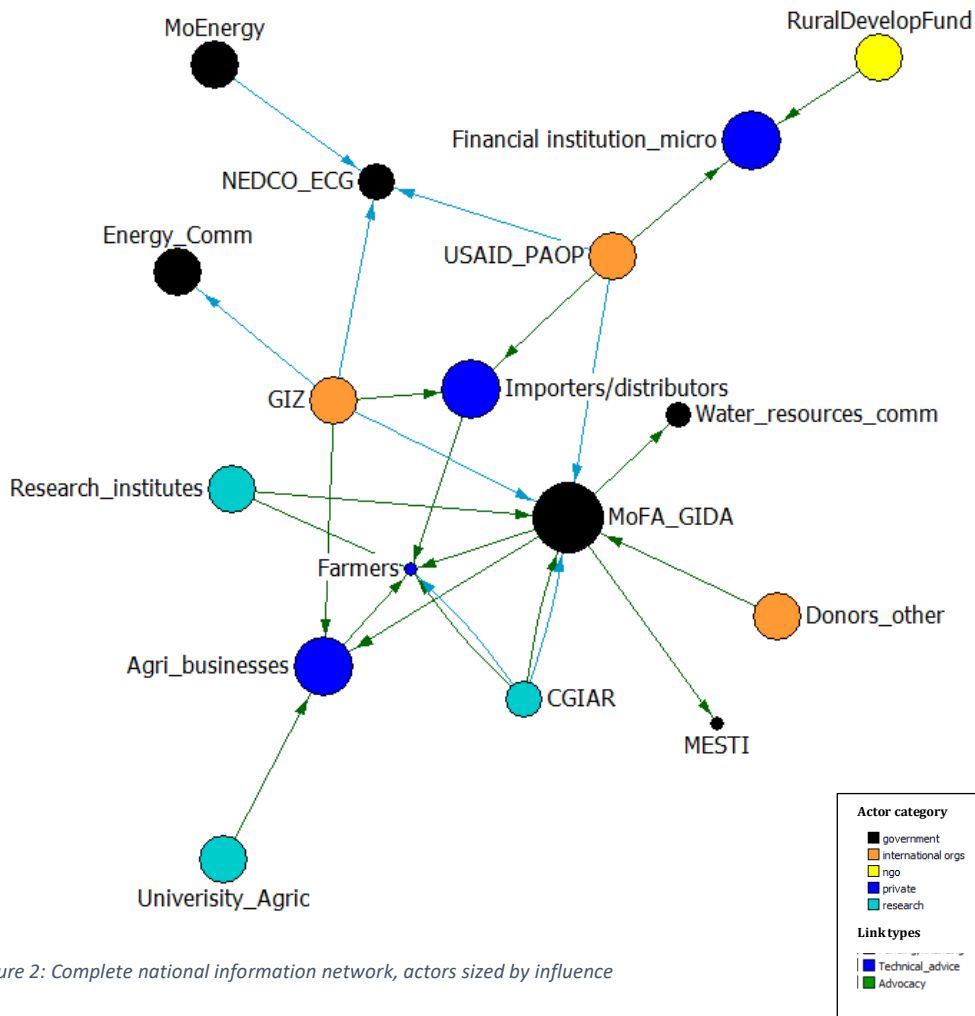 MoEnergy
RuralDevelopFund
Financial institution_micro
NEDCO_ECG
Energy_Comm
USAID_PAOP
GIZ
Importers/distributors
Water_resources_comm
Research_institutes
MoFA_GIDA
Farmers
Donors_other
Agri_businesses
CGIAR
MESTI
Univerisity_Agric
Actor category
government
international orgs
ngo
private
research
Link types
Technical_advice
Advocacy
ure 2: Complete national information network, actors sized by influence